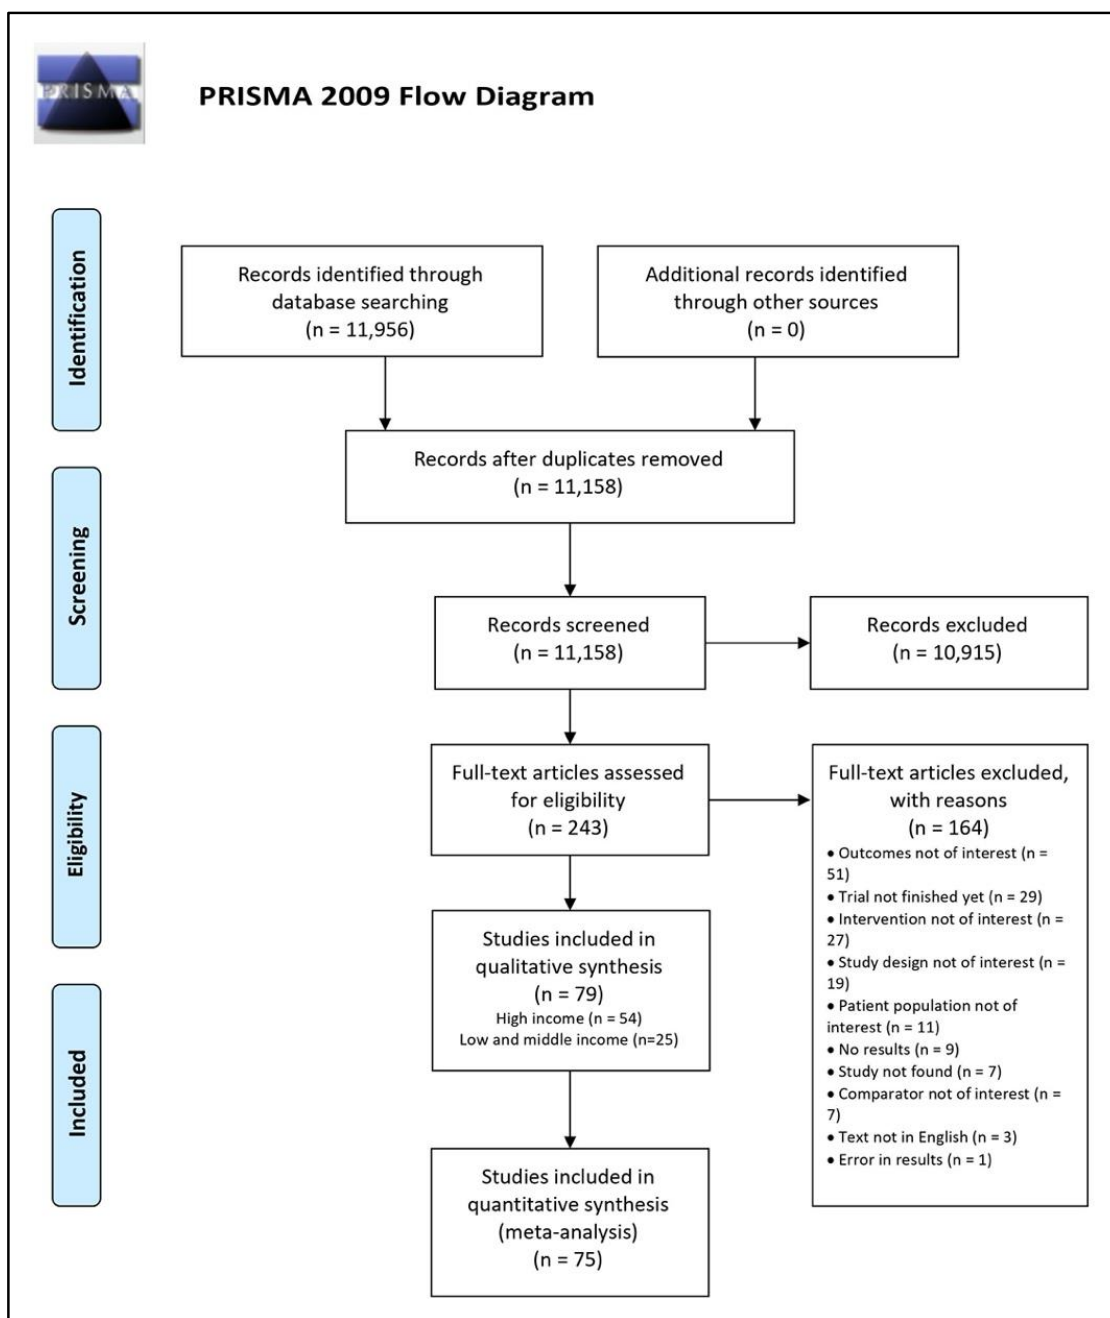 PRISMA
PRISMA 2009 Flow Diagram
Identification
Records identified through
database searching
(n = 11,956)
Additional records identified
through other sources
(n = 0)
Records after duplicates removed
(n = 11,158)
Screening
Records screened
(n = 11,158)
Records excluded
(n = 10,915)
Eligibility
Full-text articles assessed
for eligibility
(n = 243)
Full-text articles excluded,
with reasons
(n = 164)
• Outcomes not of interest (n =
51)
• Trial not finished yet (n = 29)
• Intervention not of interest (n =
27)
• Study design not of interest (n =
19)
• Patient population not of
interest (n = 11)
• No results (n = 9)
• Study not found (n = 7)
• Comparator not of interest (n =
7)
• Text not in English (n = 3)
• Error in results (n = 1)
Studies included in
qualitative synthesis
(n = 79)
High income (n = 54)
Low and middle income (n=25)
Included
Studies included in
quantitative synthesis
(meta-analysis)
(n = 75)